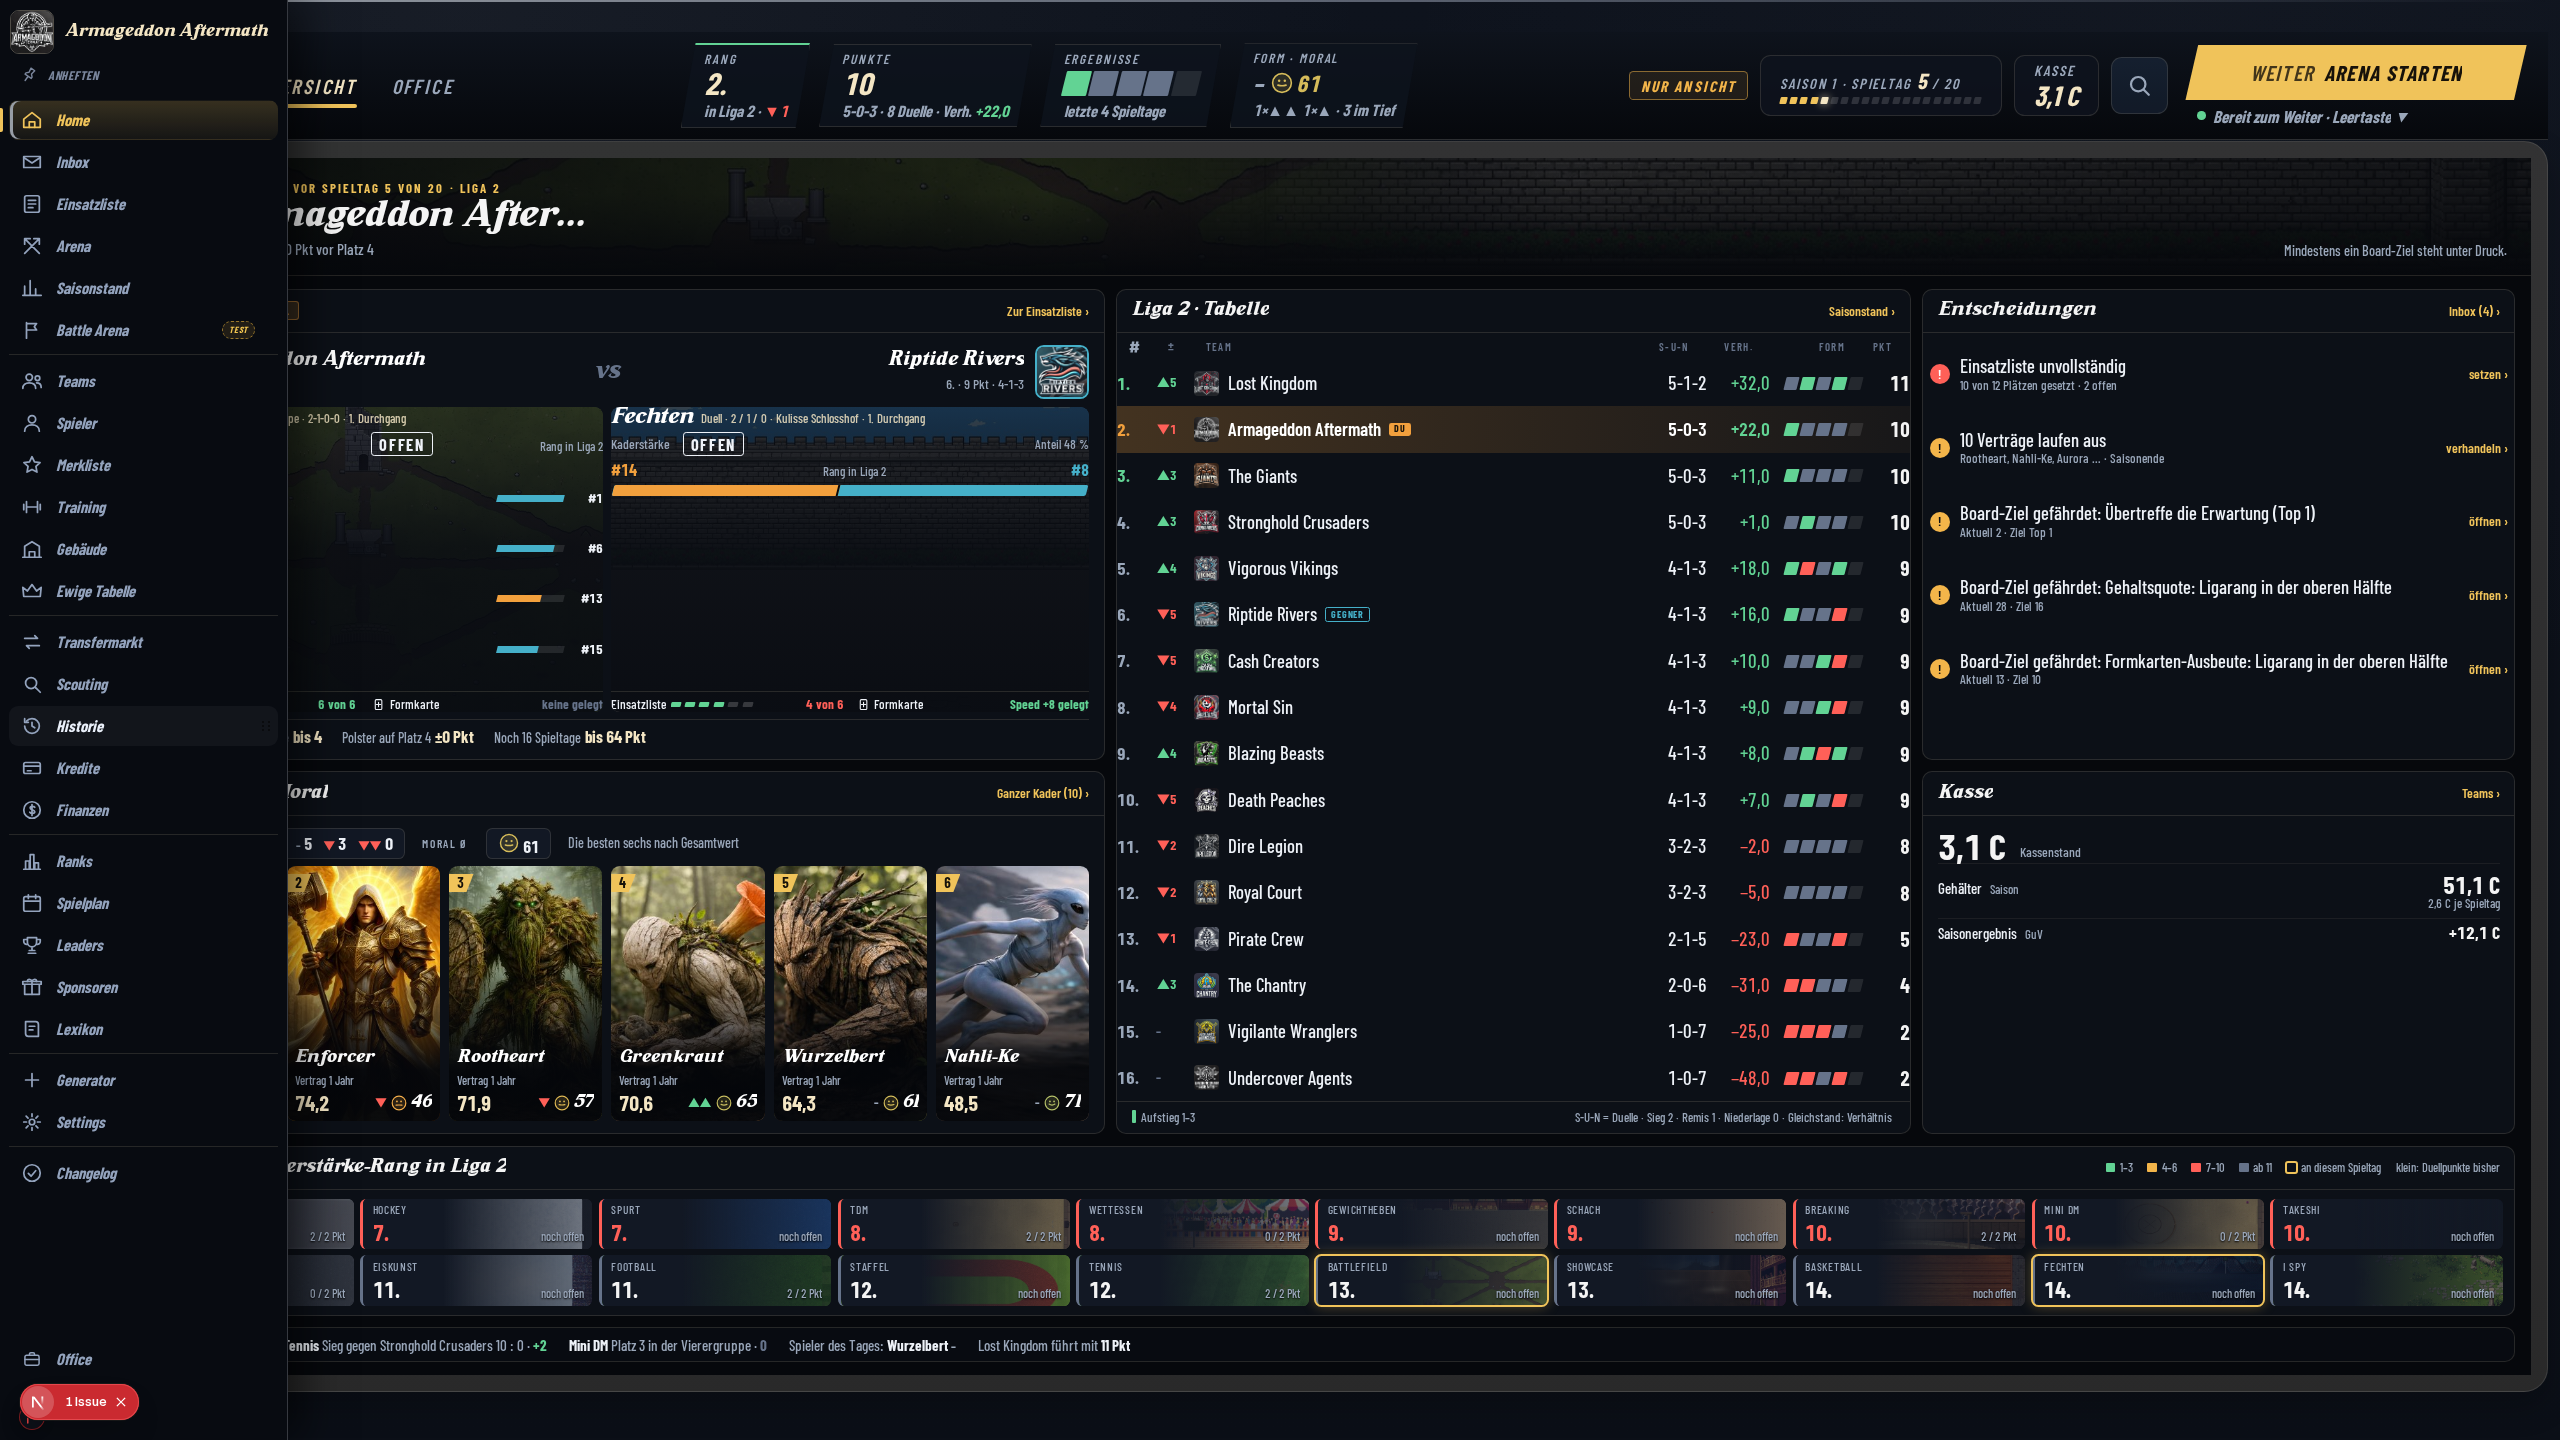 Armageddon Aftermath
ANHEFTEN
Home
Inbox
Einsatzliste
Arena
Saisonstand
Battle Arena TEST
Teams
Spieler
Merkliste
Training
Gebäude
Ewige Tabelle
Transfermarkt
Scouting
Historie
Kredite
Finanzen
Ranks
Spielplan
Leaders
Sponsoren
Lexikon
Generator
Settings
Changelog
Office
1 Issue
ERSICHT OFFICE
RANG
2.
in Liga 2 · ▼ 1
PUNKTE
10
5-0-3 · 8 Duelle · Verh. +22,0
ERGEBNISSE
letzte 4 Spieltage
FORM · MORAL
– 61
1×▲ ▲ 1×▲ · 3 im Tief
NUR ANSICHT
SAISON 1 · SPIELTAG 5 / 20
KASSE
3,1 C
WEITER ARENA STARTEN
Bereit zum Weiter · Leertaste ▼
VOR SPIELTAG 5 VON 20 · LIGA 2
mageddon After...
0 Pkt vor Platz 4
Mindestens ein Board-Ziel steht unter Druck.
Zur Einsatzliste ›
don Aftermath
vs
Riptide Rivers
6. · 9 Pkt · 4-1-3
pe · 2-1-0-0 · 1. Durchgang
OFFEN
Rang in Liga 2
#1
#6
#13
#15
Fechten Duell · 2 / 1 / 0 · Kulisse Schlosshof · 1. Durchgang
Kaderstärke OFFEN Anteil 48 %
#14 Rang in Liga 2 #8
6 von 6 Formkarte keine gelegt
Einsatzliste 4 von 6 Formkarte Speed +8 gelegt
bis 4 Polster auf Platz 4 ±0 Pkt Noch 16 Spieltage bis 64 Pkt
Moral
Ganzer Kader (10) ›
- 5 ▼ 3 ▼▼ 0 MORAL Ø 61 Die besten sechs nach Gesamtwert
2
Enforcer
Vertrag 1 Jahr
74,2 ▼ 46
3
Rootheart
Vertrag 1 Jahr
71,9 ▼ 57
4
Greenkraut
Vertrag 1 Jahr
70,6 ▲▲ 65
5
Wurzelbert
Vertrag 1 Jahr
64,3 - 61
6
Nahli-Ke
Vertrag 1 Jahr
48,5 - 71
Liga 2 · Tabelle Saisonstand ›
# ± TEAM S-U-N VERH. FORM PKT
1. ▲5 Lost Kingdom 5-1-2 +32,0 11
2. ▼1 Armageddon Aftermath DU 5-0-3 +22,0 10
3. ▲3 The Giants 5-0-3 +11,0 10
4. ▲3 Stronghold Crusaders 5-0-3 +1,0 10
5. ▲4 Vigorous Vikings 4-1-3 +18,0 9
6. ▼5 Riptide Rivers GEGNER 4-1-3 +16,0 9
7. ▼5 Cash Creators 4-1-3 +10,0 9
8. ▼4 Mortal Sin 4-1-3 +9,0 9
9. ▲4 Blazing Beasts 4-1-3 +8,0 9
10. ▼5 Death Peaches 4-1-3 +7,0 9
11. ▼2 Dire Legion 3-2-3 –2,0 8
12. ▼2 Royal Court 3-2-3 –5,0 8
13. ▼1 Pirate Crew 2-1-5 –23,0 5
14. ▲3 The Chantry 2-0-6 –31,0 4
15. - Vigilante Wranglers 1-0-7 –25,0 2
16. - Undercover Agents 1-0-7 –48,0 2
Aufstieg 1-3 S-U-N = Duelle · Sieg 2 · Remis 1 · Niederlage 0 · Gleichstand: Verhältnis
Entscheidungen Inbox (4) ›
Einsatzliste unvollständig
10 von 12 Plätzen gesetzt · 2 offen
setzen ›
10 Verträge laufen aus
Rootheart, Nahli-Ke, Aurora ... · Saisonende
verhandeln ›
Board-Ziel gefährdet: Übertreffe die Erwartung (Top 1)
Aktuell 2 · Ziel Top 1
öffnen ›
Board-Ziel gefährdet: Gehaltsquote: Ligarang in der oberen Hälfte
Aktuell 28 · Ziel 16
öffnen ›
Board-Ziel gefährdet: Formkarten-Ausbeute: Ligarang in der oberen Hälfte
Aktuell 13 · Ziel 10
öffnen ›
Kasse Teams ›
3,1 C Kassenstand
Gehälter Saison 51,1 C
2,6 C je Spieltag
Saisonergebnis GuV +12,1 C
erstärke-Rang in Liga 2
1-3 4-6 7-10 ab 11 an diesem Spieltag klein: Duellpunkte bisher
2 / 2 Pkt
HOCKEY
7. noch offen
SPURT
7. noch offen
TDM
8. 2 / 2 Pkt
WETTESSEN
8. 0 / 2 Pkt
GEWICHTHEBEN
9. noch offen
SCHACH
9. noch offen
BREAKING
10. 2 / 2 Pkt
MINI DM
10. 0 / 2 Pkt
TAKESHI
10. noch offen
0 / 2 Pkt
EISKUNST
11. noch offen
FOOTBALL
11. 2 / 2 Pkt
STAFFEL
12. noch offen
TENNIS
12. 2 / 2 Pkt
BATTLEFIELD
13. noch offen
SHOWCASE
13. noch offen
BASKETBALL
14. noch offen
FECHTEN
14. noch offen
I SPY
14. noch offen
Tennis Sieg gegen Stronghold Crusaders 10 : 0 · +2 Mini DM Platz 3 in der Vierergruppe · 0 Spieler des Tages: Wurzelbert – Lost Kingdom führt mit 11 Pkt